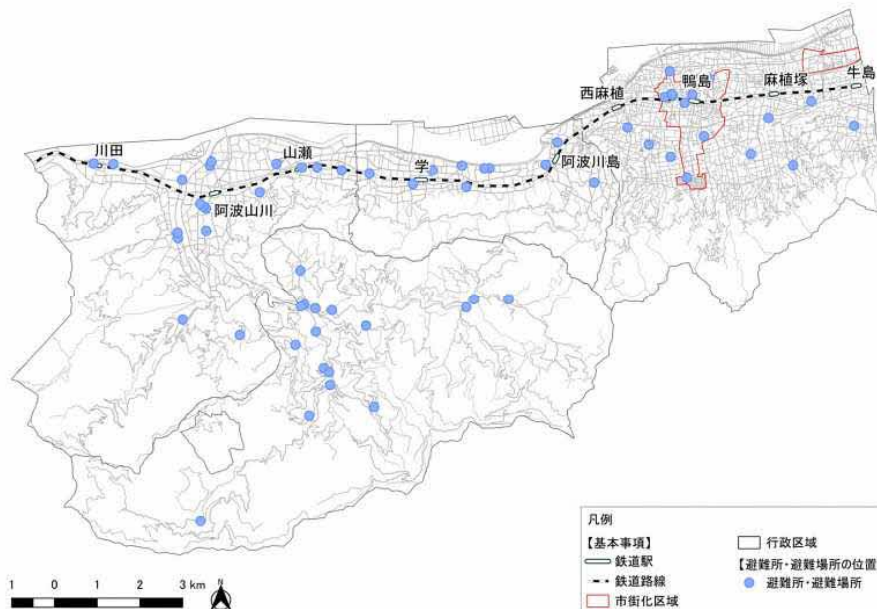 鴨島
麻植塚
牛島
西麻植
川田
山瀬
学
阿波川島
阿波山川
凡例
【基本事項】
鉄道駅
鉄道路線
市街化区域
行政区域
【避難所・避難場所の位置
避難所・避難場所
1 0 1 2 3 km
N